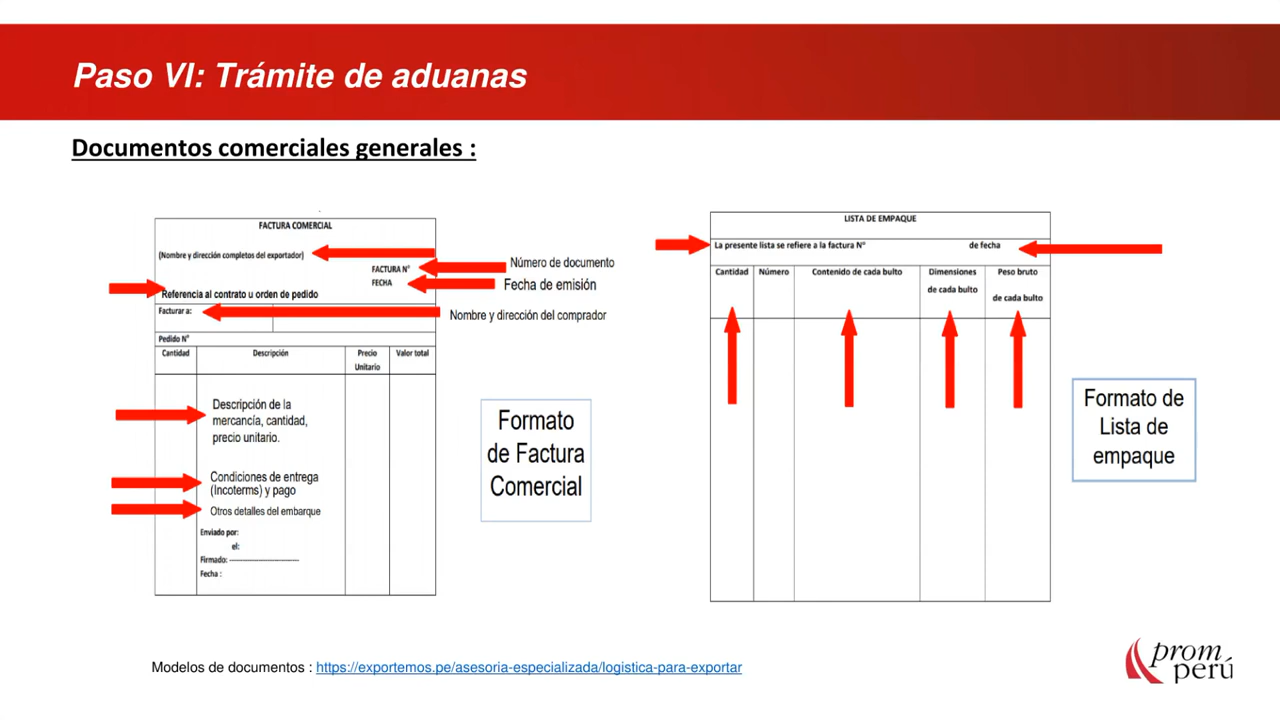 Paso VI: Trámite de aduanas
Documentos comerciales generales :
FACTURA COMERCIAL
(Nombre y dirección completos del exportador)
FACTURA N°
Número de documento
FECHA
Fecha de emisión
Referencia al contrato u orden de pedido
Facturar a:
Nombre y dirección del comprador
Pedido N°
Cantidad Descripción Precio Valor total
Unitario
Descripción de la
mercancía, cantidad,
precio unitario.
Condiciones de entrega
(Incoterms) y pago
Otros detalles del embarque
Enviado por:
el:
Firmado: -------------------------
Fecha :
Formato
de Factura
Comercial
LISTA DE EMPAQUE
La presente lista se refiere a la factura N° de fecha
Cantidad Número Contenido de cada bulto Dimensiones Peso bruto
de cada bulto
de cada bulto
Formato de
Lista de
empaque
Modelos de documentos : https://exportemos.pe/asesoria-especializada/logistica-para-exportar
prom
perú